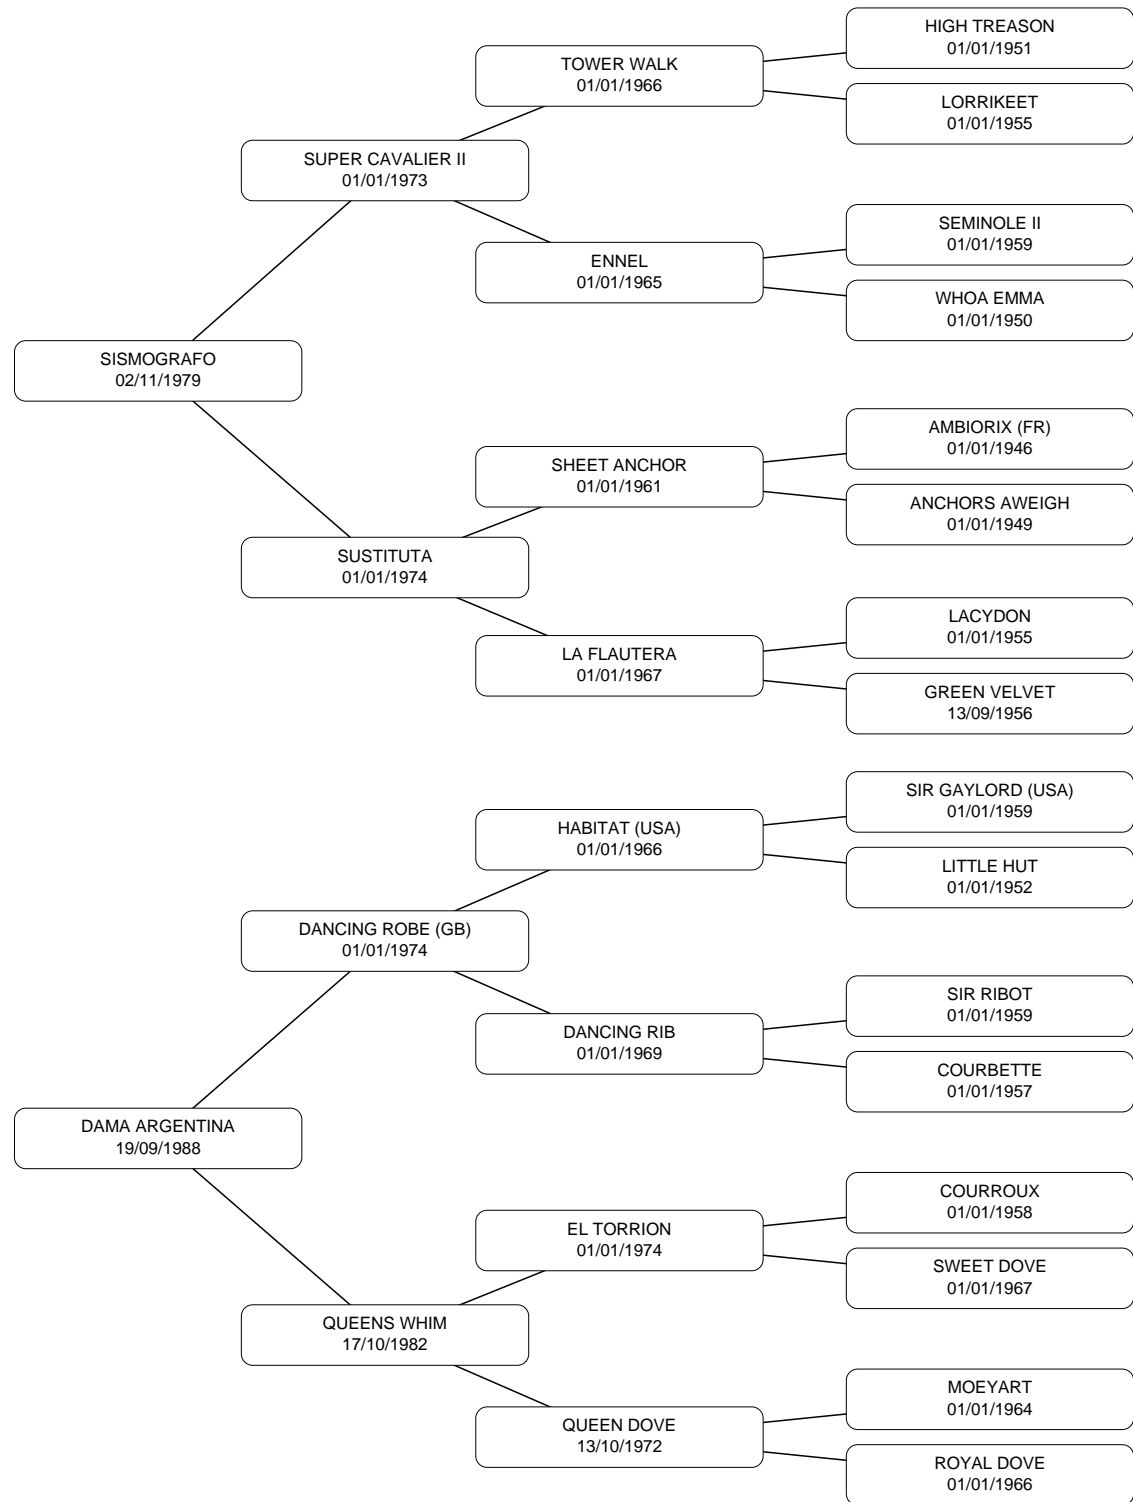 HIGH TREASON
01/01/1951
TOWER WALK
01/01/1966
LORRIKEET
01/01/1955
SUPER CAVALIER II
01/01/1973
SEMINOLE II
01/01/1959
ENNEL
01/01/1965
WHOA EMMA
01/01/1950
SISMOGRAFO
02/11/1979
AMBIORIX (FR)
01/01/1946
SHEET ANCHOR
01/01/1961
ANCHORS AWEIGH
01/01/1949
SUSTITUTA
01/01/1974
LACYDON
01/01/1955
LA FLAUTERA
01/01/1967
GREEN VELVET
13/09/1956
SIR GAYLORD (USA)
01/01/1959
HABITAT (USA)
01/01/1966
LITTLE HUT
01/01/1952
DANCING ROBE (GB)
01/01/1974
SIR RIBOT
01/01/1959
DANCING RIB
01/01/1969
COURBETTE
01/01/1957
DAMA ARGENTINA
19/09/1988
COURROUX
01/01/1958
EL TORRION
01/01/1974
SWEET DOVE
01/01/1967
QUEENS WHIM
17/10/1982
MOEYART
01/01/1964
QUEEN DOVE
13/10/1972
ROYAL DOVE
01/01/1966